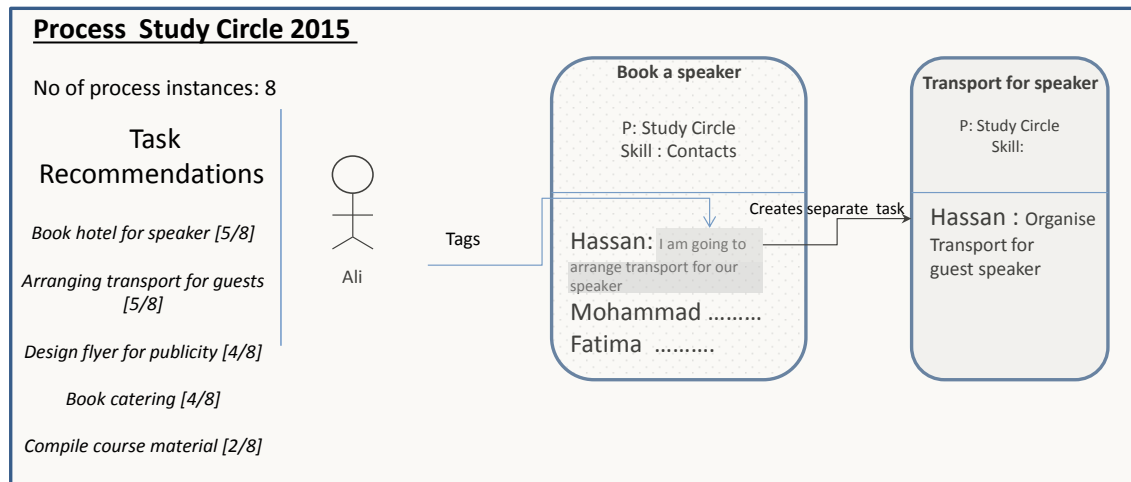 Process Study Circle 2015
No of process instances: 8
Task
Recommendations
Book hotel for speaker [5/8]
Arranging transport for guests
[5/8]
Design flyer for publicity [4/8]
Book catering [4/8]
Compile course material [2/8]
Ali
Tags
Book a speaker
P: Study Circle
Skill : Contacts
Hassan: I am going to
arrange transport for our
speaker
Mohammad .........
Fatima ..........
Creates separate task
Transport for speaker
P: Study Circle
Skill:
Hassan : Organise
Transport for
guest speaker